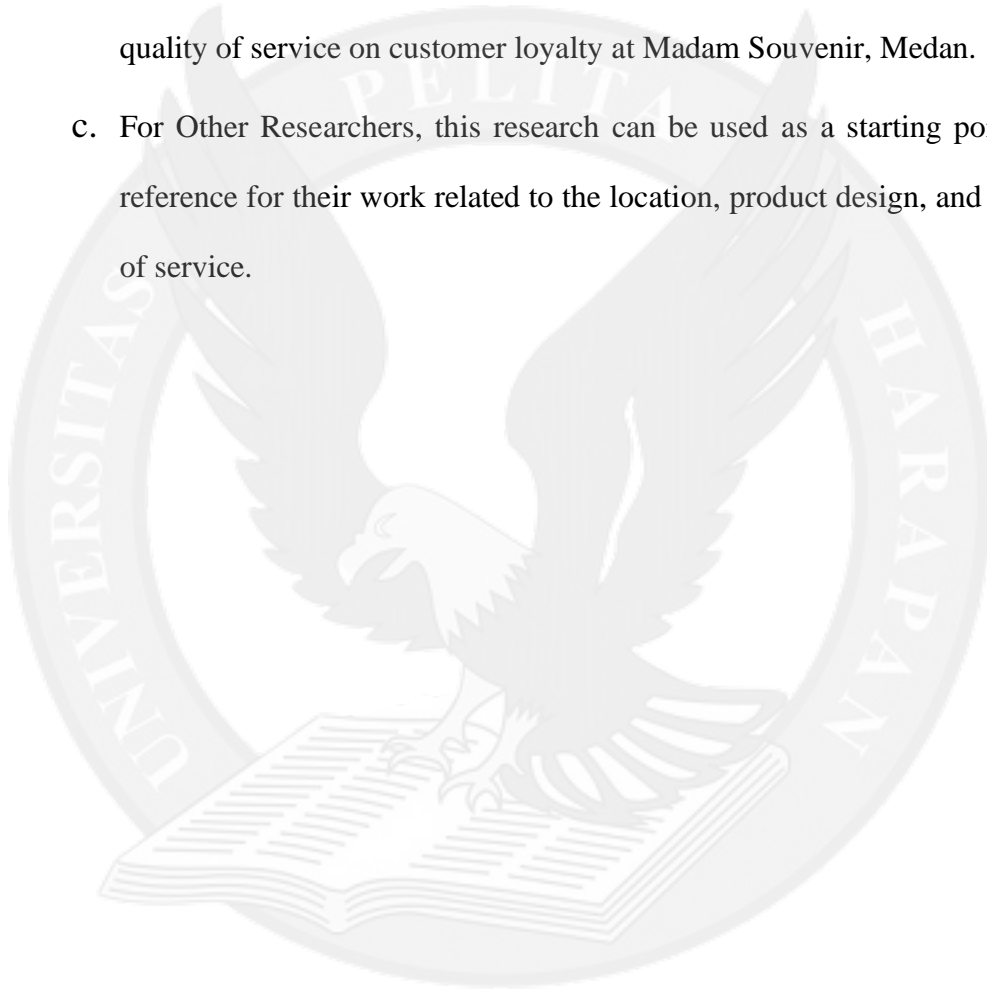 quality of service on customer loyalty at Madam Souvenir, Medan.
c. For Other Researchers, this research can be used as a starting
reference for their work related to the location, product design, and
of service.
UNIVERSITAS PELITA HARAPAN